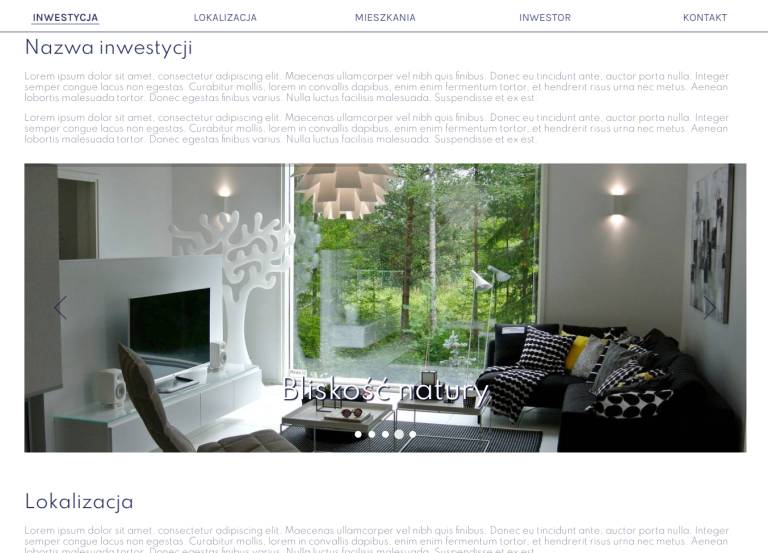 INWESTYCJA LOKALIZACJA MIESZKANIA INWESTOR KONTAKT
Nazwa inwestycji
Lorem ipsum dolor sit amet, consectetur adipiscing elit. Maecenas ullamcorper vel nibh quis finibus. Donec eu tincidunt ante, auctor porta nulla. Integer
semper congue lacus non egestas. Curabitur mollis, lorem in convallis dapibus, enim enim fermentum tortor, et hendrerit risus urna nec metus. Aenean
lobortis malesuada tortor. Donec egestas finibus varius. Nulla luctus facilisis malesuada. Suspendisse et ex est.
Lorem ipsum dolor sit amet, consectetur adipiscing elit. Maecenas ullamcorper vel nibh quis finibus. Donec eu tincidunt ante, auctor porta nulla. Integer
semper congue lacus non egestas. Curabitur mollis, lorem in convallis dapibus, enim enim fermentum tortor, et hendrerit risus urna nec metus. Aenean
lobortis malesuada tortor. Donec egestas finibus varius. Nulla luctus facilisis malesuada. Suspendisse et ex est.
Bliskość natury
Lokalizacja
Lorem ipsum dolor sit amet, consectetur adipiscing elit. Maecenas ullamcorper vel nibh quis finibus. Donec eu tincidunt ante, auctor porta nulla. Integer
semper congue lacus non egestas. Curabitur mollis, lorem in convallis dapibus, enim enim fermentum tortor, et hendrerit risus urna nec metus. Aenean
lobortis malesuada tortor. Donec egestas finibus varius. Nulla luctus facilisis malesuada. Suspendisse et ex est.